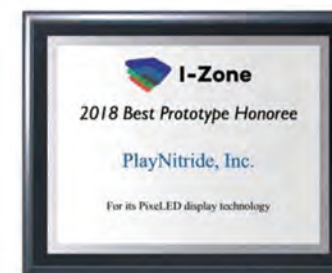 I-Zone
2018 Best Prototype Honoree
PlayNitride, Inc.
For its PixeLED display technology